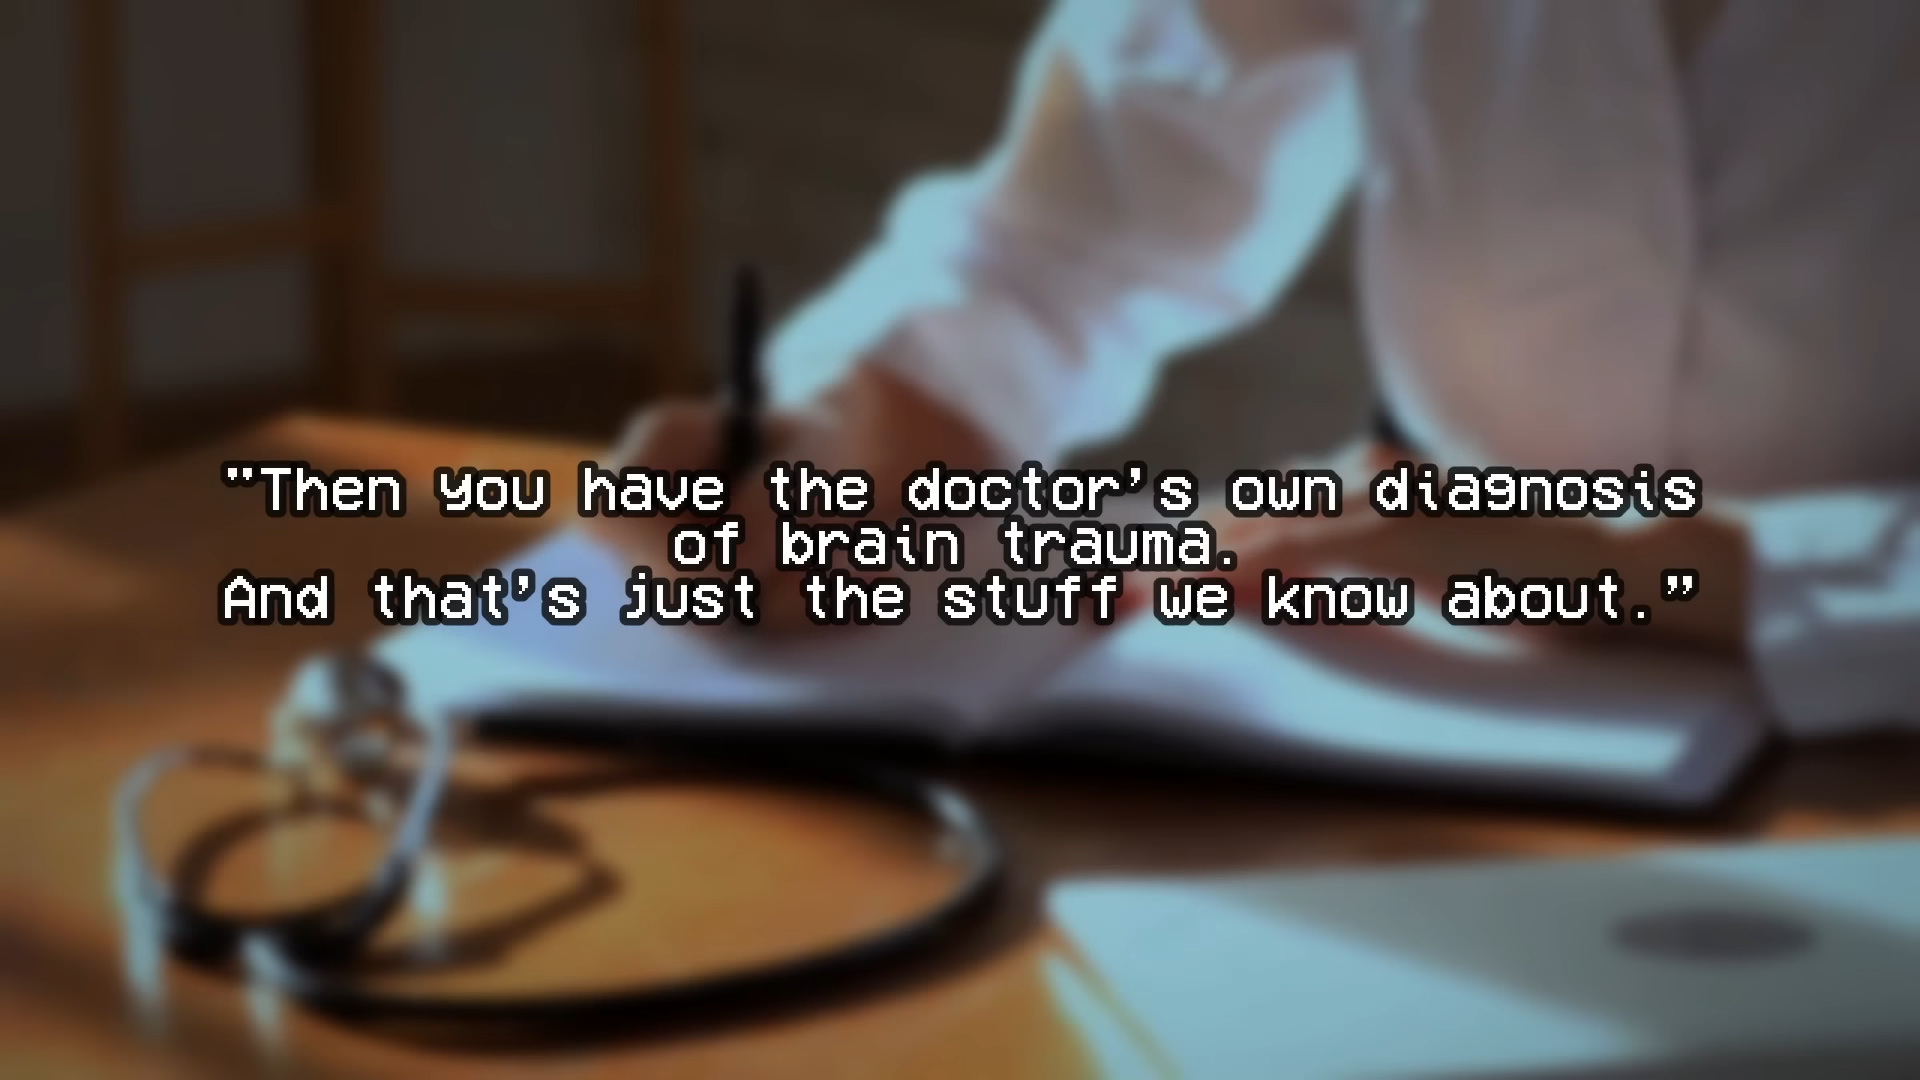 "Then you have the doctor's own diagnosis
of brain trauma.
And that's just the stuff we know about."